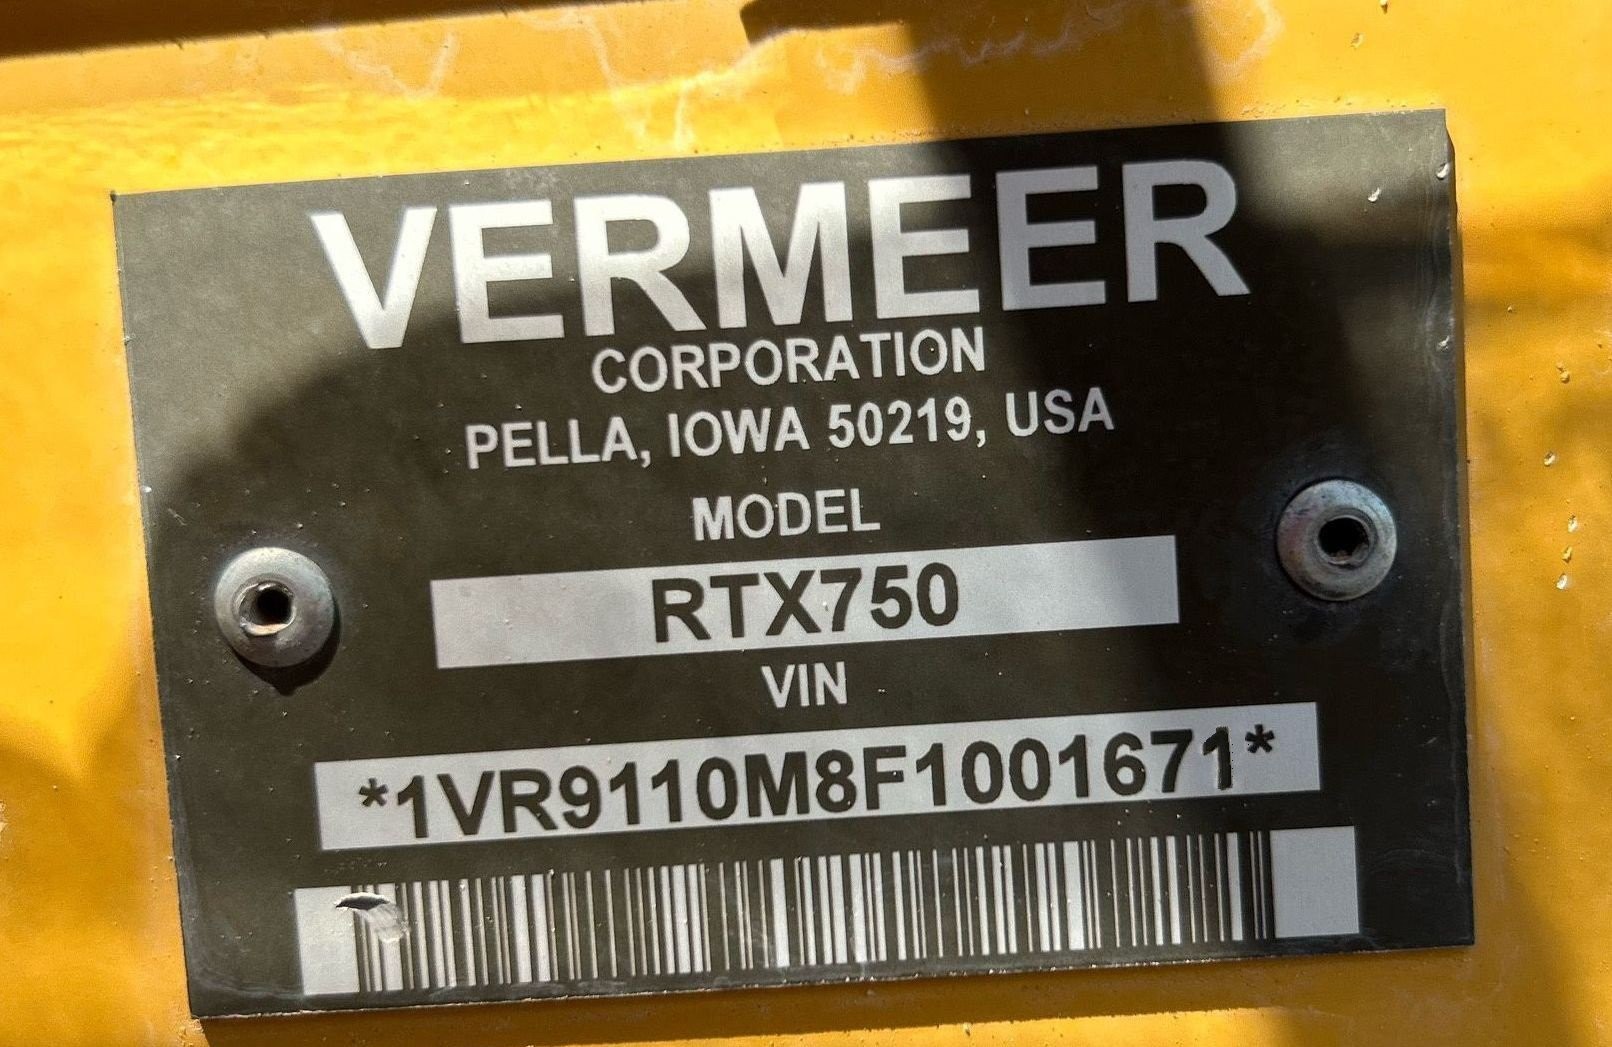 VERMEER
CORPORATION
PELLA, IOWA 50219, USA
MODEL
RTX750
VIN
*1VR9110M8F1001671*